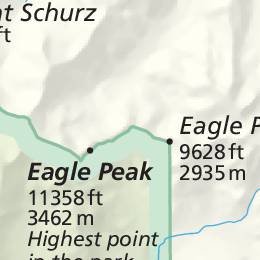 Schurz
ft
Eagle
9628 ft
2935 m
Eagle Peak
11358 ft
3462 m
Highest point
in the park